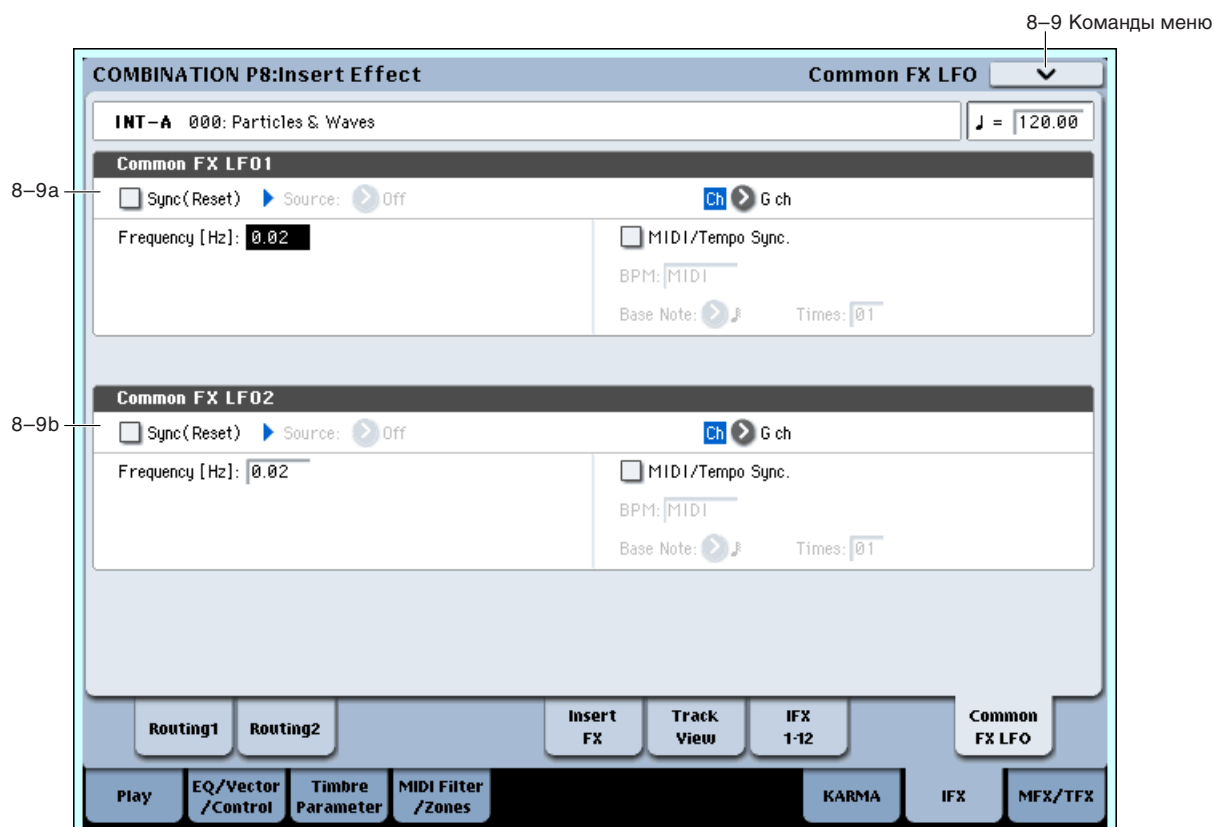 8–9 Команды меню
COMBINATION P8:Insert Effect Common FX LFO
INT-A 000: Particles & Waves ♩ = 120.00
Common FX LFO1
8–9a
Sync(Reset) Source: Off Ch G ch
Frequency [Hz]: 0.02 MIDI/Tempo Sync.
BPM: MIDI
Base Note: Times: 01
Common FX LFO2
8–9b
Sync(Reset) Source: Off Ch G ch
Frequency [Hz]: 0.02 MIDI/Tempo Sync.
BPM: MIDI
Base Note: Times: 01
Routing1 Routing2 Insert FX Track View IFX 1-12 Common FX LFO
Play EQ/Vector /Control Timbre Parameter MIDI Filter /Zones KARMA IFX MFX/TFX